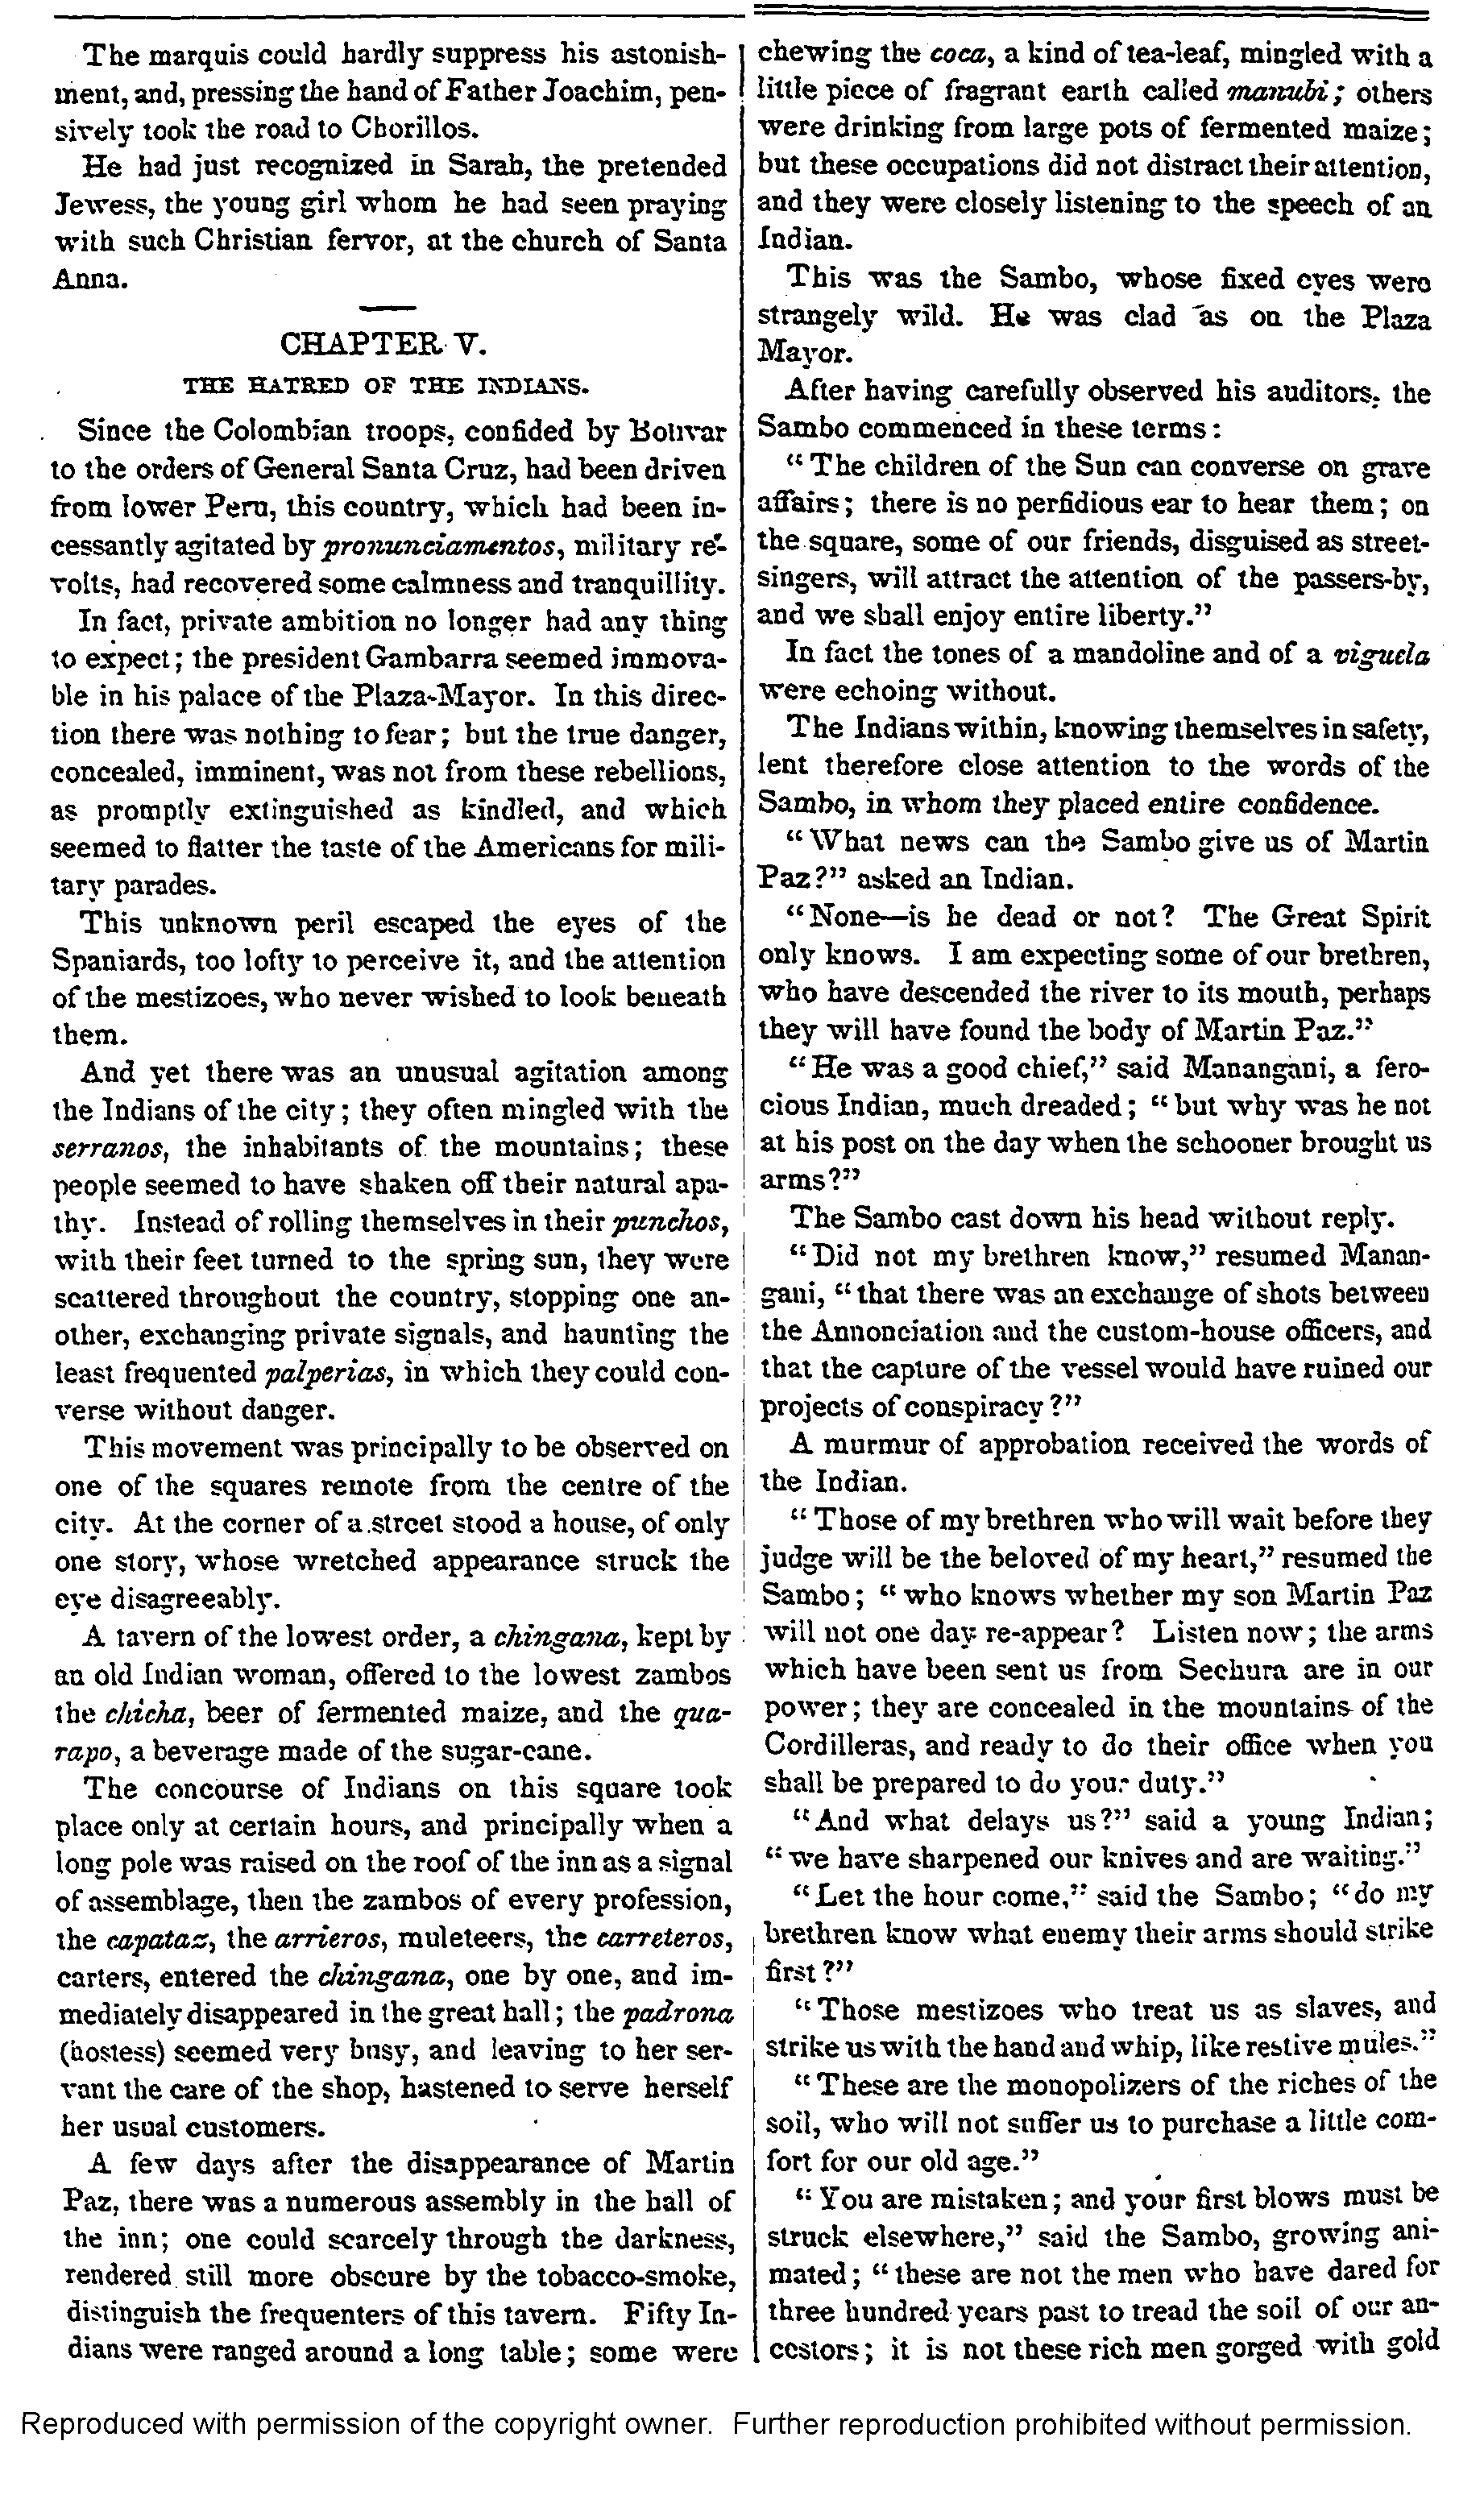 The marquis could hardly suppress his astonish-
ment, and, pressing the hand of Father Joachim, pen-
sively took the road to Chorillos.
He had just recognized in Sarah, the pretended
Jewess, the young girl whom he had seen praying
with such Christian fervor, at the church of Santa
Anna.
CHAPTER V.
THE HATRED OF THE INDIANS.
Since the Colombian troops, confided by Bolivar
to the orders of General Santa Cruz, had been driven
from lower Peru, this country, which had been in-
cessantly agitated by pronunciamentos, military re-
volts, had recovered some calmness and tranquillity.
In fact, private ambition no longer had any thing
to expect; the president Gambarra seemed immova-
ble in his palace of the Plaza-Mayor. In this direc-
tion there was nothing to fear; but the true danger,
concealed, imminent, was not from these rebellions,
as promptly extinguished as kindled, and which
seemed to flatter the taste of the Americans for mili-
tary parades.
This unknown peril escaped the eyes of the
Spaniards, too lofty to perceive it, and the attention
of the mestizoes, who never wished to look beneath
them.
And yet there was an unusual agitation among
the Indians of the city; they often mingled with the
serranos, the inhabitants of the mountains; these
people seemed to have shaken off their natural apa-
thy. Instead of rolling themselves in their punchos,
with their feet turned to the spring sun, they were
scattered throughout the country, stopping one an-
other, exchanging private signals, and haunting the
least frequented palperias, in which they could con-
verse without danger.
This movement was principally to be observed on
one of the squares remote from the centre of the
city. At the corner of a street stood a house, of only
one story, whose wretched appearance struck the
eye disagreeably.
A tavern of the lowest order, a chingana, kept by
an old Indian woman, offered to the lowest zambos
the chicha, beer of fermented maize, and the qua-
rapo, a beverage made of the sugar-cane.
The concourse of Indians on this square took
place only at certain hours, and principally when a
long pole was raised on the roof of the inn as a signal
of assemblage, then the zambos of every profession,
the capataz, the arrieros, muleteers, the carreteros,
carters, entered the chingana, one by one, and im-
mediately disappeared in the great hall; the padrona
(hostess) seemed very busy, and leaving to her ser-
vant the care of the shop, hastened to serve herself
her usual customers.
A few days after the disappearance of Martin
Paz, there was a numerous assembly in the hall of
the inn; one could scarcely through the darkness,
rendered still more obscure by the tobacco-smoke,
distinguish the frequenters of this tavern. Fifty In-
dians were ranged around a long table; some were
chewing the coca, a kind of tea-leaf, mingled with a
little piece of fragrant earth called manubi; others
were drinking from large pots of fermented maize;
but these occupations did not distract their attention,
and they were closely listening to the speech of an
Indian.
This was the Sambo, whose fixed eyes were
strangely wild. He was clad as on the Plaza
Mayor.
After having carefully observed his auditors, the
Sambo commenced in these terms:
"The children of the Sun can converse on grave
affairs; there is no perfidious ear to hear them; on
the square, some of our friends, disguised as street-
singers, will attract the attention of the passers-by,
and we shall enjoy entire liberty."
In fact the tones of a mandoline and of a viguela
were echoing without.
The Indians within, knowing themselves in safety,
lent therefore close attention to the words of the
Sambo, in whom they placed entire confidence.
"What news can the Sambo give us of Martin
Paz?" asked an Indian.
"None—is he dead or not? The Great Spirit
only knows. I am expecting some of our brethren,
who have descended the river to its mouth, perhaps
they will have found the body of Martin Paz."
"He was a good chief," said Manangani, a fero-
cious Indian, much dreaded; "but why was he not
at his post on the day when the schooner brought us
arms?"
The Sambo cast down his head without reply.
"Did not my brethren know," resumed Manan-
gani, "that there was an exchange of shots between
the Annonciation and the custom-house officers, and
that the capture of the vessel would have ruined our
projects of conspiracy?"
A murmur of approbation received the words of
the Indian.
"Those of my brethren who will wait before they
judge will be the beloved of my heart," resumed the
Sambo; "who knows whether my son Martin Paz
will not one day re-appear? Listen now; the arms
which have been sent us from Sechura are in our
power; they are concealed in the mountains of the
Cordilleras, and ready to do their office when you
shall be prepared to do your duty."
"And what delays us?" said a young Indian;
"we have sharpened our knives and are waiting."
"Let the hour come," said the Sambo; "do my
brethren know what enemy their arms should strike
first?"
"Those mestizoes who treat us as slaves, and
strike us with the hand and whip, like restive mules."
"These are the monopolizers of the riches of the
soil, who will not suffer us to purchase a little com-
fort for our old age."
"You are mistaken; and your first blows must be
struck elsewhere," said the Sambo, growing ani-
mated; "these are not the men who have dared for
three hundred years past to tread the soil of our an-
cestors; it is not these rich men gorged with gold
Reproduced with permission of the copyright owner. Further reproduction prohibited without permission.